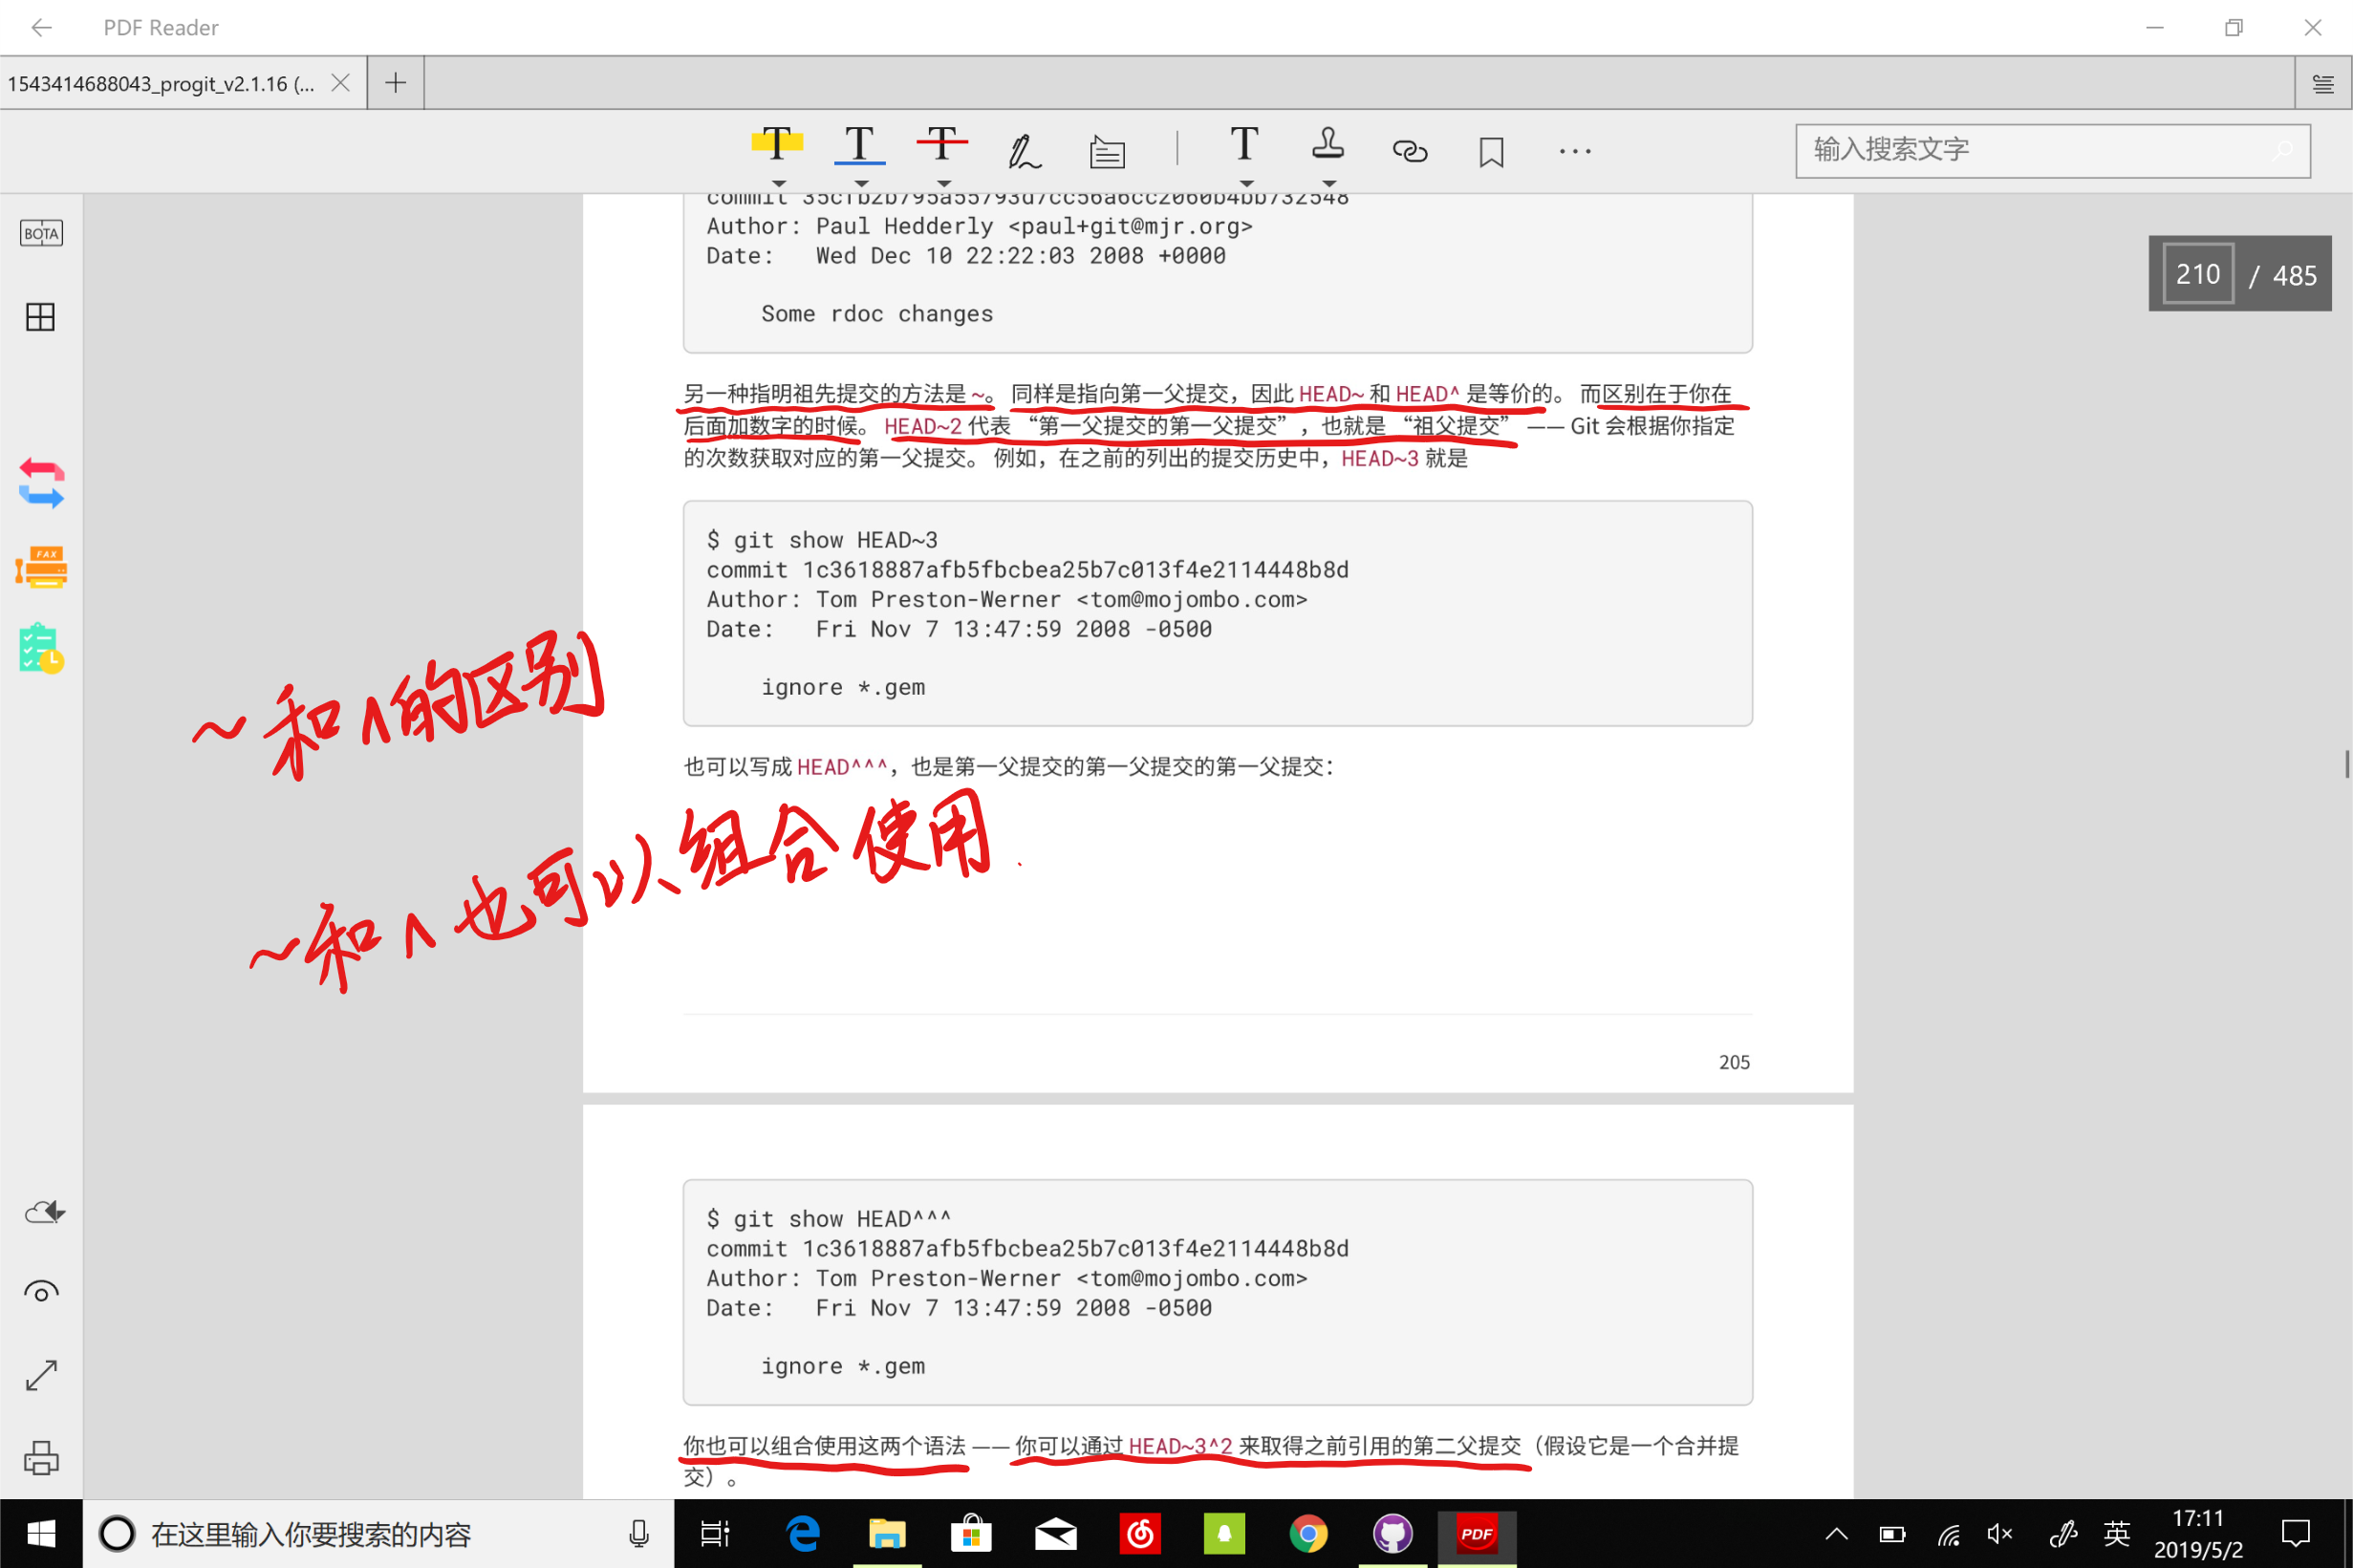 PDF Reader
1543414688043_progit_v2.1.16 (...
输入搜索文字
BOTA
210 / 485
FAX
commit 35cfb2b795a55793d7cc56a6cc2060b4bb732548
Author: Paul Hedderly <paul+git@mjr.org>
Date:   Wed Dec 10 22:22:03 2008 +0000
Some rdoc changes
另一种指明祖先提交的方法是 ~。 同样是指向第一父提交，因此 HEAD~ 和 HEAD^ 是等价的。 而区别在于你在
后面加数字的时候。 HEAD~2 代表 “第一父提交的第一父提交”，也就是 “祖父提交” —— Git 会根据你指定
的次数获取对应的第一父提交。 例如，在之前的列出的提交历史中，HEAD~3 就是
$ git show HEAD~3
commit 1c3618887afb5fbcbea25b7c013f4e2114448b8d
Author: Tom Preston-Werner <tom@mojombo.com>
Date:   Fri Nov 7 13:47:59 2008 -0500
ignore *.gem
~和^的区别
也可以写成 HEAD^^^，也是第一父提交的第一父提交的第一父提交：
~和^也可以组合使用.
205
$ git show HEAD^^^
commit 1c3618887afb5fbcbea25b7c013f4e2114448b8d
Author: Tom Preston-Werner <tom@mojombo.com>
Date:   Fri Nov 7 13:47:59 2008 -0500
ignore *.gem
你也可以组合使用这两个语法 —— 你可以通过 HEAD~3^2 来取得之前引用的第二父提交（假设它是一个合并提
交）。
在这里输入你要搜索的内容
PDF
英
17:11
2019/5/2